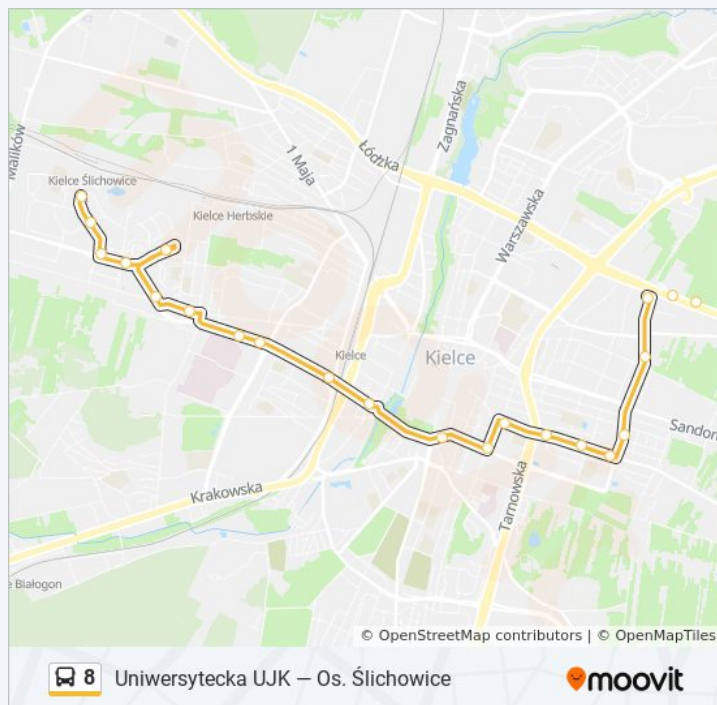 Malików
Zagnańska
Łódzka
1 Maja
Kielce Ślichowice
Kielce Herbskie
Warszawska
Kielce
Kielce
Sandom
Tarnowska
Krakowska
e Białogon
© OpenStreetMap contributors | © OpenMapTiles
8 Uniwersytecka UJK — Os. Ślichowice
moovit